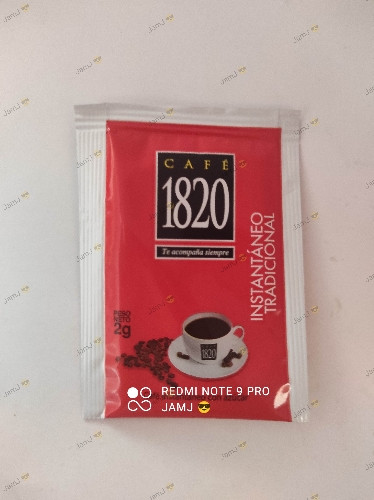 CAFÉ
1820
Te acompaña siempre
INSTANTÁNEO
TRADICIONAL
PESO
NETO
2g
1820
REDMI NOTE 9 PRO
JAMJ 😎